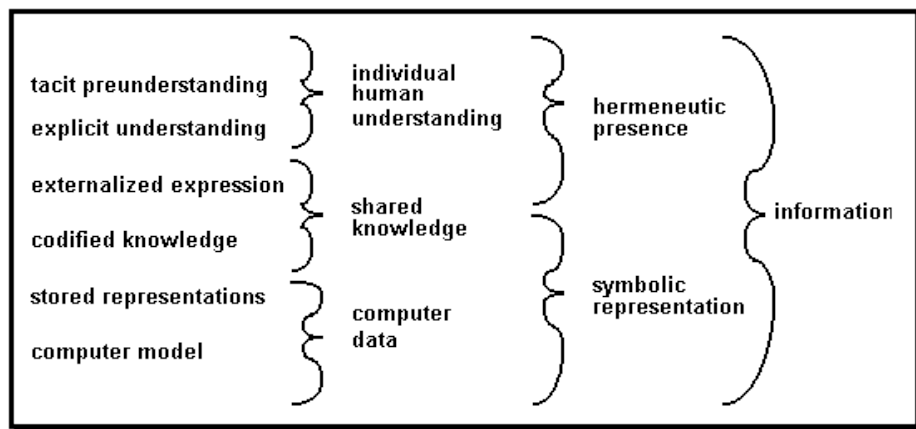 tacit preunderstanding
explicit understanding
externalized expression
codified knowledge
stored representations
computer model
individual
human
understanding
shared
knowledge
computer
data
hermeneutic
presence
symbolic
representation
information